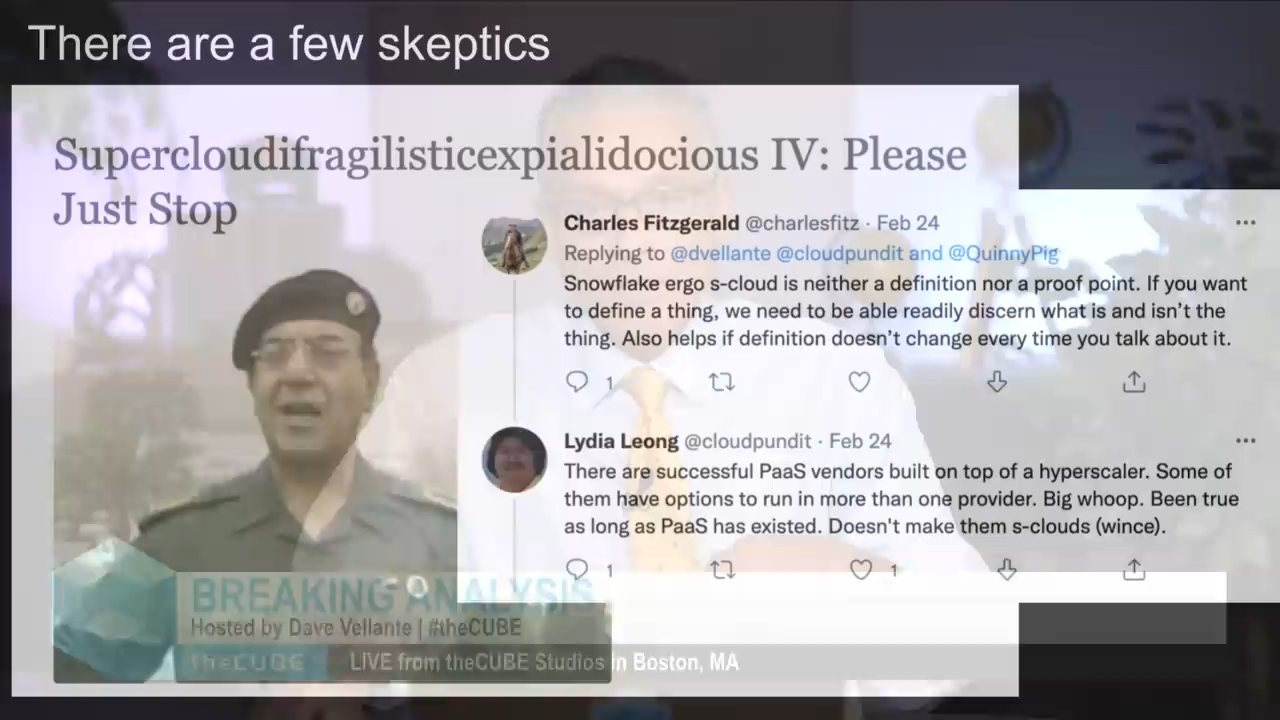 There are a few skeptics
Supercloudifragilisticexpialidocious IV: Please
Just Stop
Charles Fitzgerald @charlesfitz · Feb 24
Replying to @dvellante @cloudpundit and @QuinnyPig
Snowflake ergo s-cloud is neither a definition nor a proof point. If you want
to define a thing, we need to be able readily discern what is and isn't the
thing. Also helps if definition doesn't change every time you talk about it.
1
Lydia Leong @cloudpundit · Feb 24
There are successful PaaS vendors built on top of a hyperscaler. Some of
them have options to run in more than one provider. Big whoop. Been true
as long as PaaS has existed. Doesn't make them s-clouds (wince).
1 1
BREAKING ANALYSIS
Hosted by Dave Vellante | #theCUBE
theCUBE LIVE from theCUBE Studios in Boston, MA